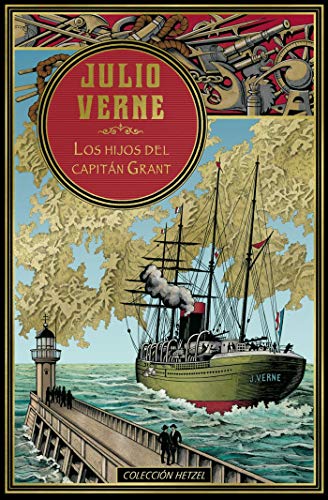 JULIO
VERNE
LOS HIJOS DEL
CAPITÁN GRANT
J. VERNE
COLECCIÓN HETZEL